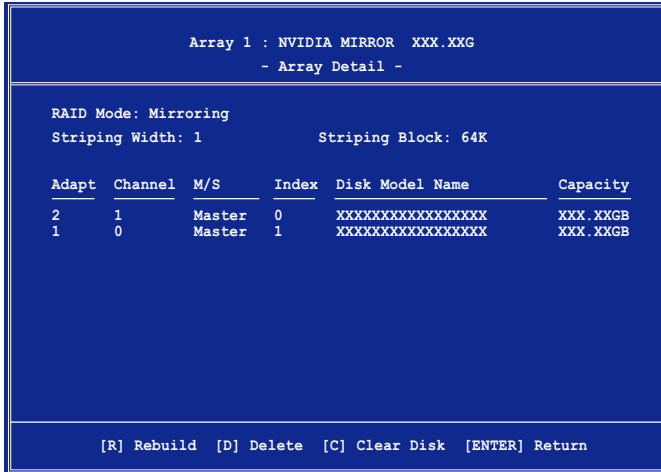 Array 1 : NVIDIA MIRROR XXX.XXG
- Array Detail -
RAID Mode: Mirroring
Striping Width: 1 Striping Block: 64K
Adapt Channel M/S Index Disk Model Name Capacity
2 1 Master 0 XXXXXXXXXXXXXXXXX XXX.XXGB
1 0 Master 1 XXXXXXXXXXXXXXXXX XXX.XXGB
[R] Rebuild [D] Delete [C] Clear Disk [ENTER] Return